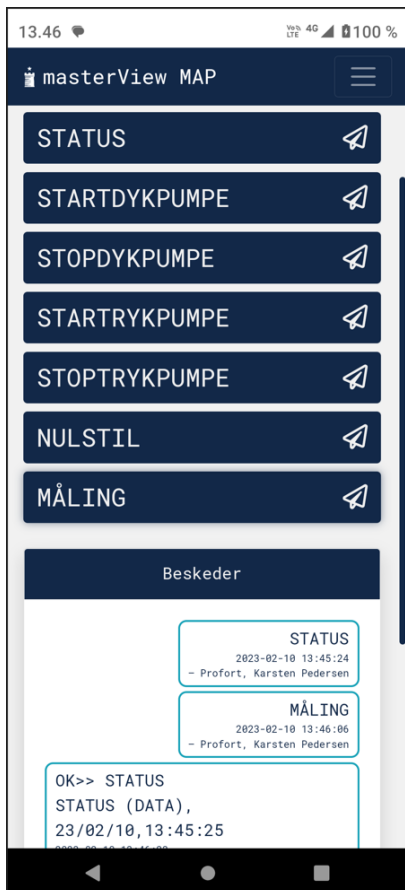 13.46 VoB LTE 4G 100 %
masterView MAP
STATUS
STARTDYKPUMPE
STOPDYKPUMPE
STARTRYKPUMPE
STOPTRYKPUMPE
NULSTIL
MÅLING
Beskeder
STATUS
2023-02-10 13:45:24
– Profort, Karsten Pedersen
MÅLING
2023-02-10 13:46:06
– Profort, Karsten Pedersen
OK>> STATUS
STATUS (DATA),
23/02/10,13:45:25